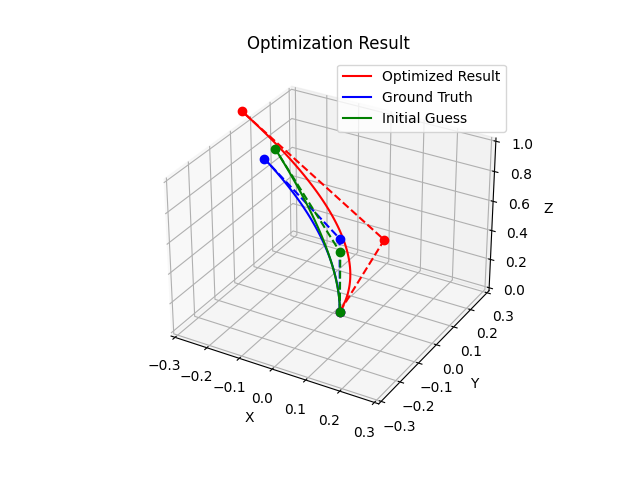 Optimization Result
Optimized Result
Ground Truth
Initial Guess
1.0
0.8
0.6
0.4
0.2
0.0
Z
0.3
0.2
0.1
0.0
−0.1
−0.2
−0.3
Y
−0.3
−0.2
−0.1
0.0
0.1
0.2
0.3
X